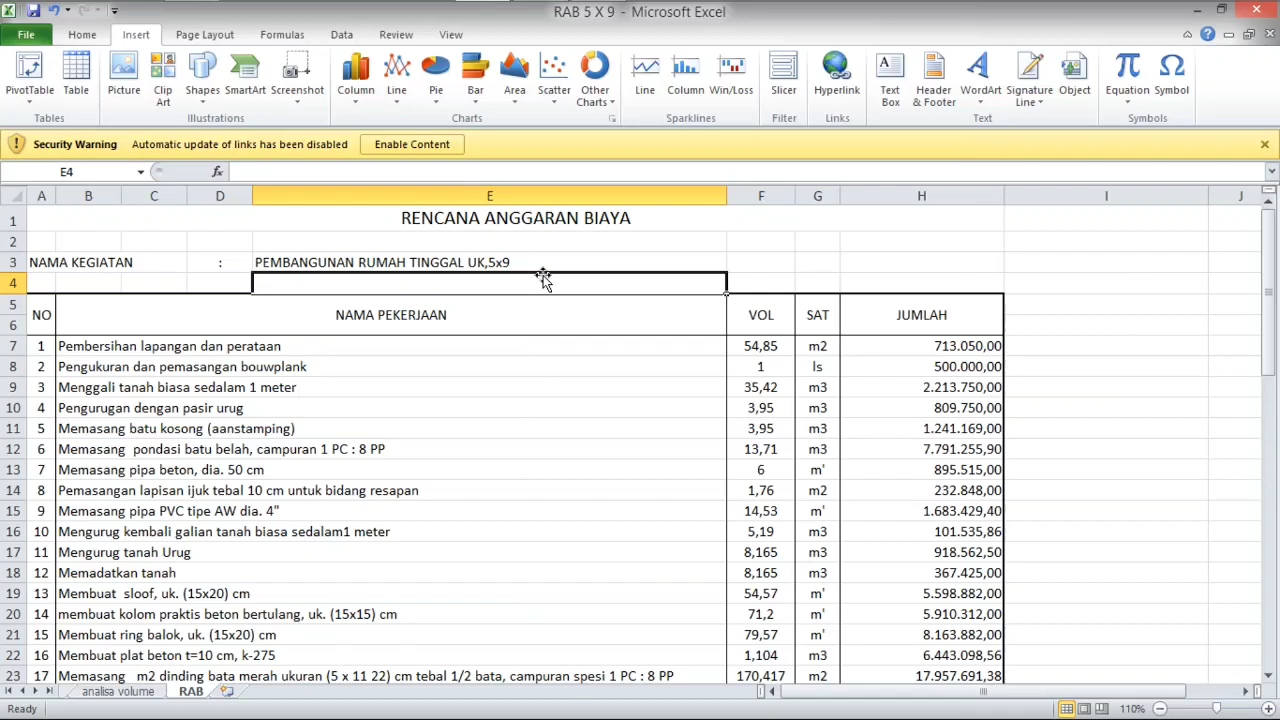 RAB 5 X 9 - Microsoft Excel
File Home Insert Page Layout Formulas Data Review View
PivotTable Table Picture Clip Art Shapes SmartArt Screenshot Column Line Pie Bar Area Scatter Other Charts Line Column Win/Loss Slicer Hyperlink Text Box Header & Footer WordArt Signature Line Object Equation Symbol
Tables Illustrations Charts Sparklines Filter Links Text Symbols
Security Warning Automatic update of links has been disabled Enable Content
E4 fx
A B C D E F G H I J
1 RENCANA ANGGARAN BIAYA
2
3 NAMA KEGIATAN : PEMBANGUNAN RUMAH TINGGAL UK,5x9
4
5
6 NO NAMA PEKERJAAN VOL SAT JUMLAH
7 1 Pembersihan lapangan dan perataan 54,85 m2 713.050,00
8 2 Pengukuran dan pemasangan bouwplank 1 ls 500.000,00
9 3 Menggali tanah biasa sedalam 1 meter 35,42 m3 2.213.750,00
10 4 Pengurugan dengan pasir urug 3,95 m3 809.750,00
11 5 Memasang batu kosong (aanstamping) 3,95 m3 1.241.169,00
12 6 Memasang pondasi batu belah, campuran 1 PC : 8 PP 13,71 m3 7.791.255,90
13 7 Memasang pipa beton, dia. 50 cm 6 m' 895.515,00
14 8 Pemasangan lapisan ijuk tebal 10 cm untuk bidang resapan 1,76 m2 232.848,00
15 9 Memasang pipa PVC tipe AW dia. 4" 14,53 m' 1.683.429,40
16 10 Mengurug kembali galian tanah biasa sedalam1 meter 5,19 m3 101.535,86
17 11 Mengurug tanah Urug 8,165 m3 918.562,50
18 12 Memadatkan tanah 8,165 m3 367.425,00
19 13 Membuat sloof, uk. (15x20) cm 54,57 m' 5.598.882,00
20 14 membuat kolom praktis beton bertulang, uk. (15x15) cm 71,2 m' 5.910.312,00
21 15 Membuat ring balok, uk. (15x20) cm 79,57 m' 8.163.882,00
22 16 Membuat plat beton t=10 cm, k-275 1,104 m3 6.443.098,56
23 17 Memasang m2 dinding bata merah ukuran (5 x 11 22) cm tebal 1/2 bata, campuran spesi 1 PC : 8 PP 170,417 m2 17.957.691,38
analisa volume RAB
Ready 110%